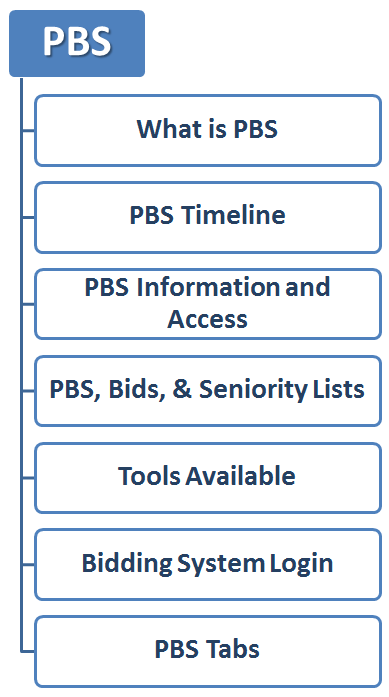 PBS
What is PBS
PBS Timeline
PBS Information and
Access
PBS, Bids, & Seniority Lists
Tools Available
Bidding System Login
PBS Tabs